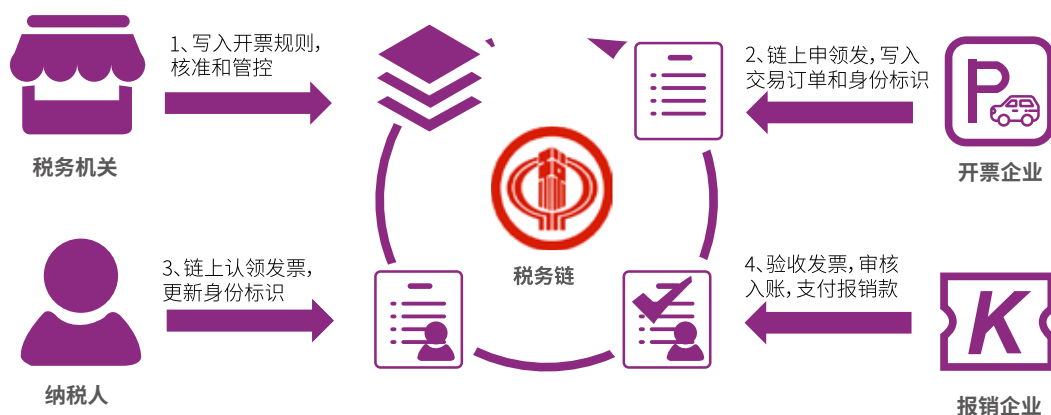 1、写入开票规则，
核准和管控
税务机关
2、链上申领发，写入
交易订单和身份标识
P
开票企业
税务链
3、链上认领发票，
更新身份标识
纳税人
4、验收发票，审核
入账，支付报销款
K
报销企业